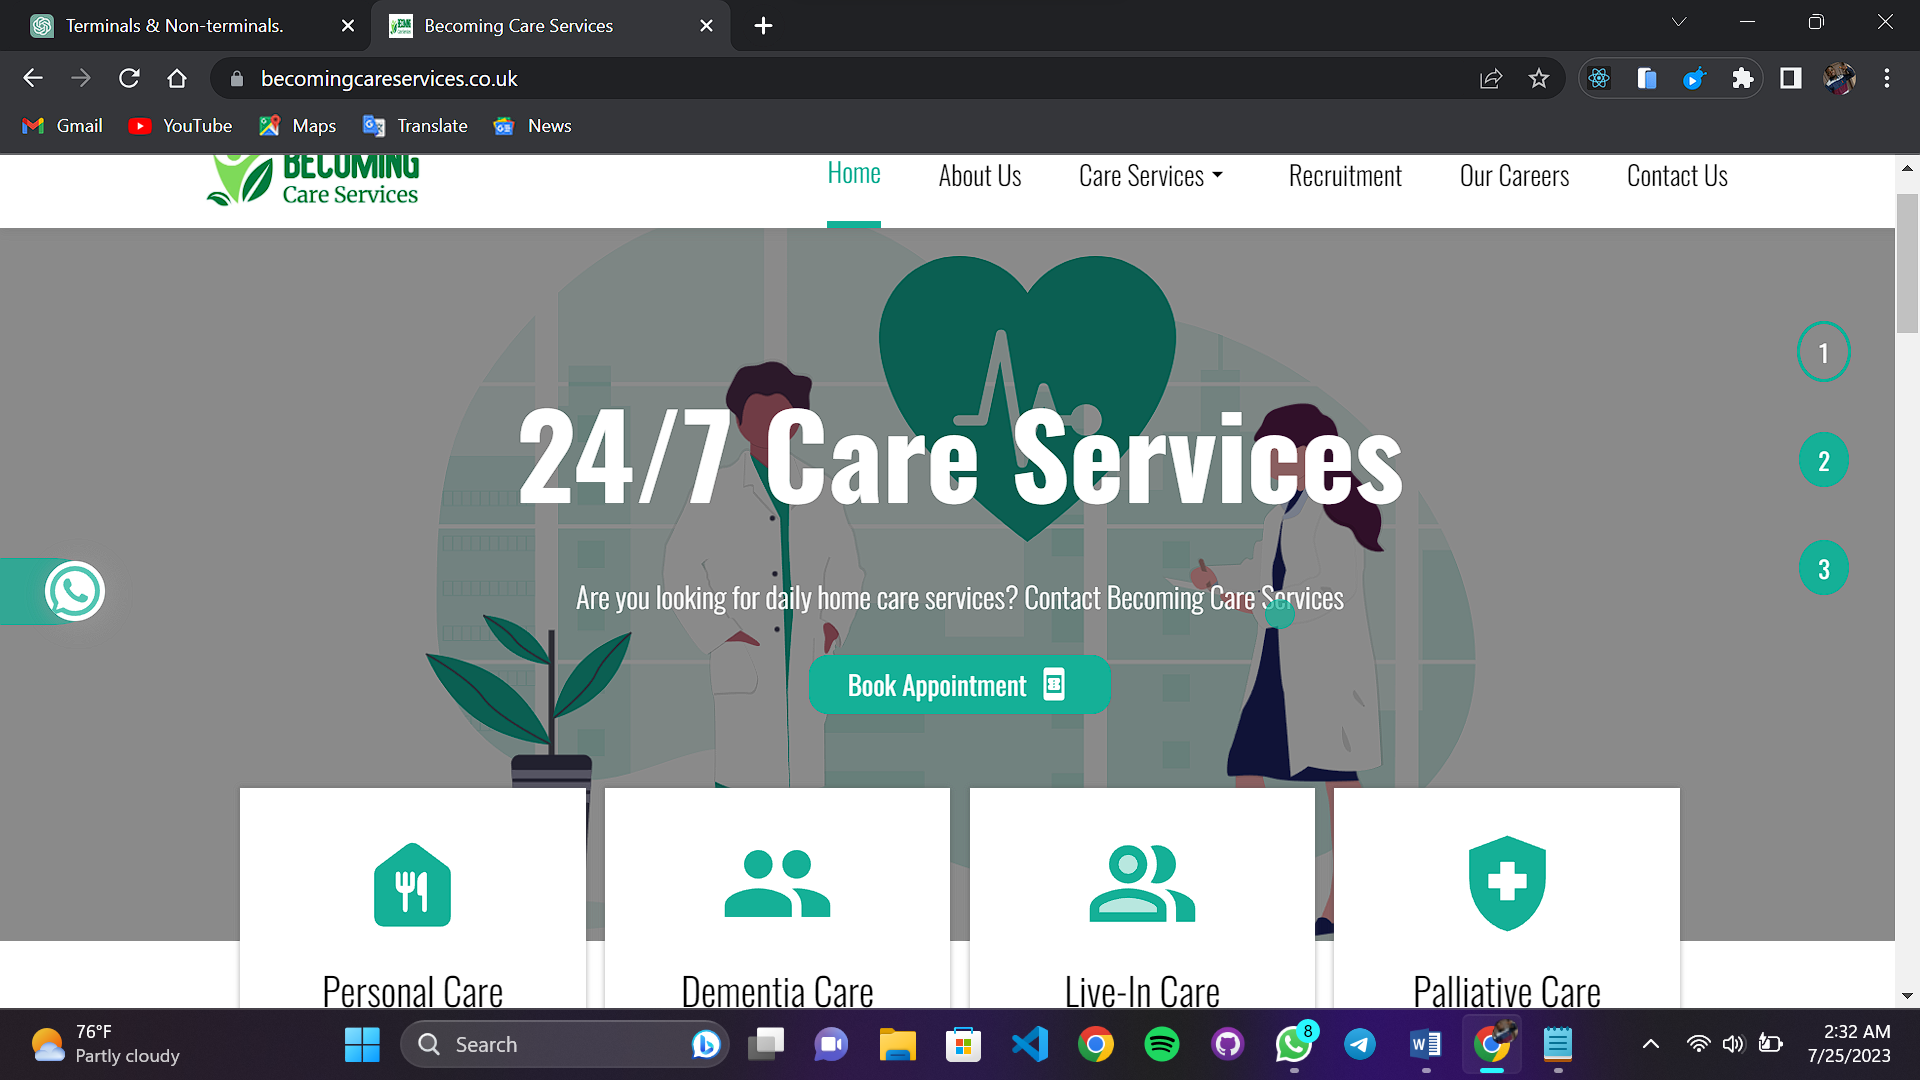 Terminals & Non-terminals.
Becoming Care Services
becomingcareservices.co.uk
Gmail
YouTube
Maps
Translate
News
BECOMING
Care Services
Home
About Us
Care Services
Recruitment
Our Careers
Contact Us
1
2
3
24/7 Care Services
Are you looking for daily home care services? Contact Becoming Care Services
Book Appointment
Personal Care
Dementia Care
Live-In Care
Palliative Care
76°F
Partly cloudy
Search
8
2:32 AM
7/25/2023